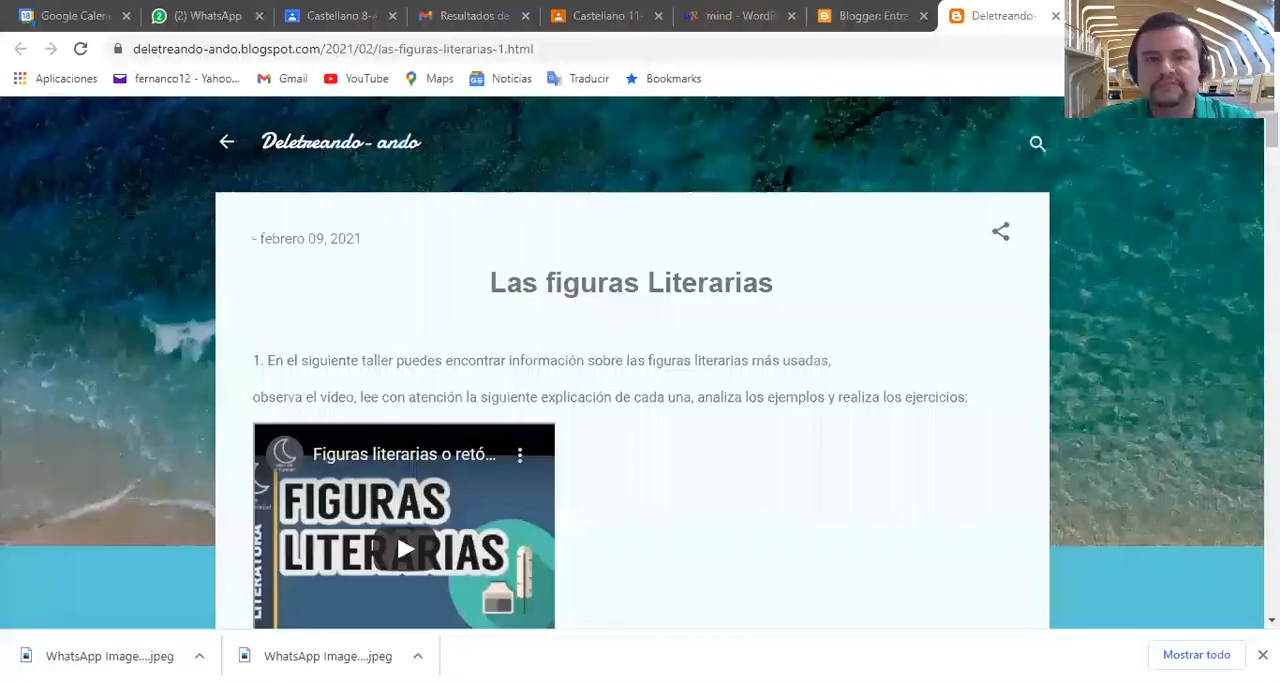 18 Google Calen
2 (2) WhatsApp
Castellano 8-
Resultados de
Castellano 11-
mind - WordP
Blogger: Entra
Deletreando-
deletreando-ando.blogspot.com/2021/02/las-figuras-literarias-1.html
Aplicaciones fernanco12 - Yahoo... Gmail YouTube Maps Noticias Traducir Bookmarks
Deletreando - ando
- febrero 09, 2021
Las figuras Literarias
1. En el siguiente taller puedes encontrar información sobre las figuras literarias más usadas,
observa el vídeo, lee con atención la siguiente explicación de cada una, analiza los ejemplos y realiza los ejercicios:
Figuras literarias o retó...
FIGURAS
LITERARIAS
LITERATURA
WhatsApp Image....jpeg
WhatsApp Image....jpeg
Mostrar todo